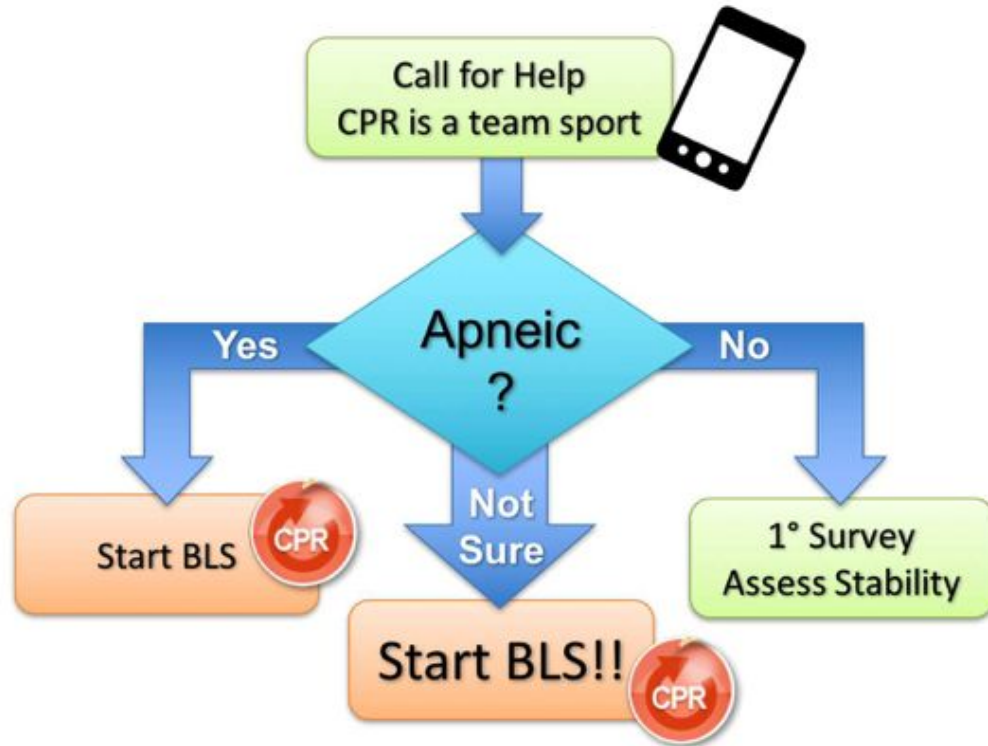 Call for Help
CPR is a team sport
Apneic
?
Yes
No
Not
Sure
Start BLS
CPR
1° Survey
Assess Stability
Start BLS!!
CPR